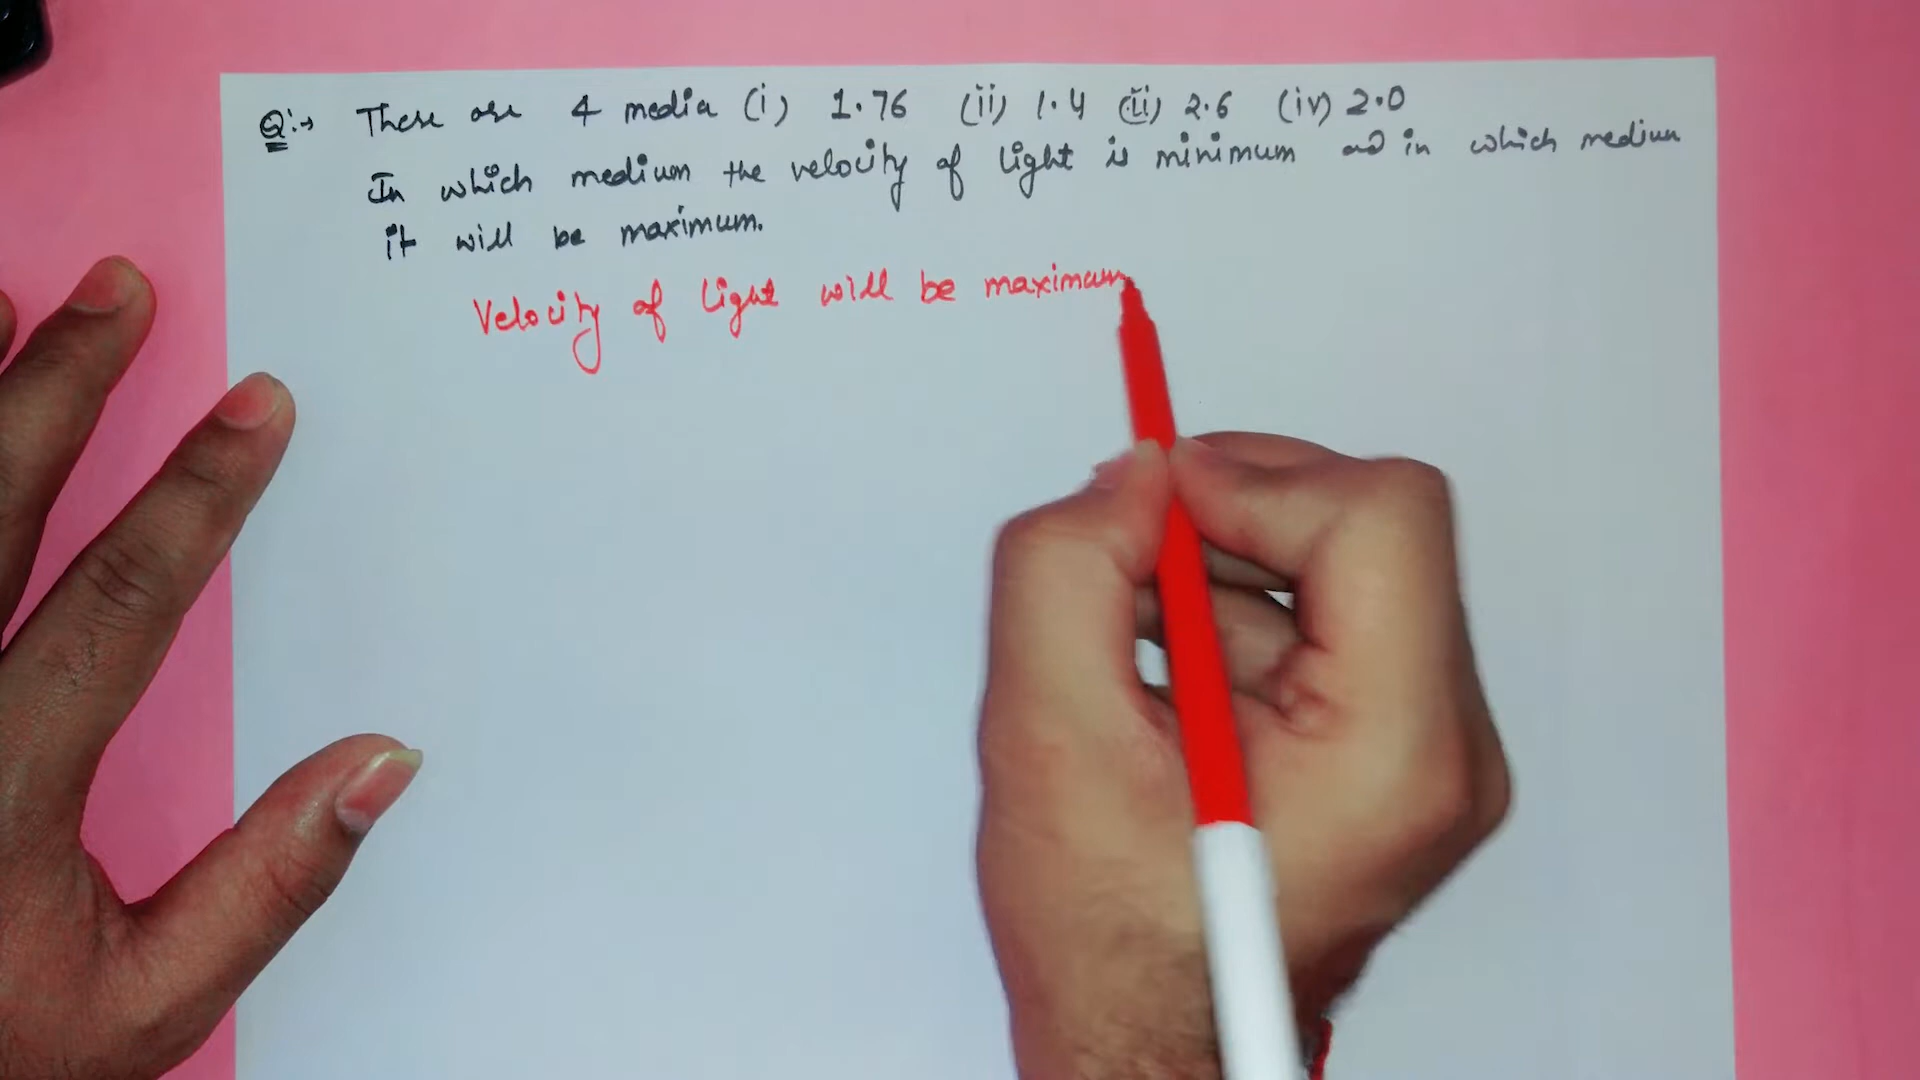 Q:→ There are 4 media (i) 1.76 (ii) 1.4 (iii) 2.6 (iv) 2.0
In which medium the velocity of light is minimum and in which medium
it will be maximum.
Velocity of light will be maximum